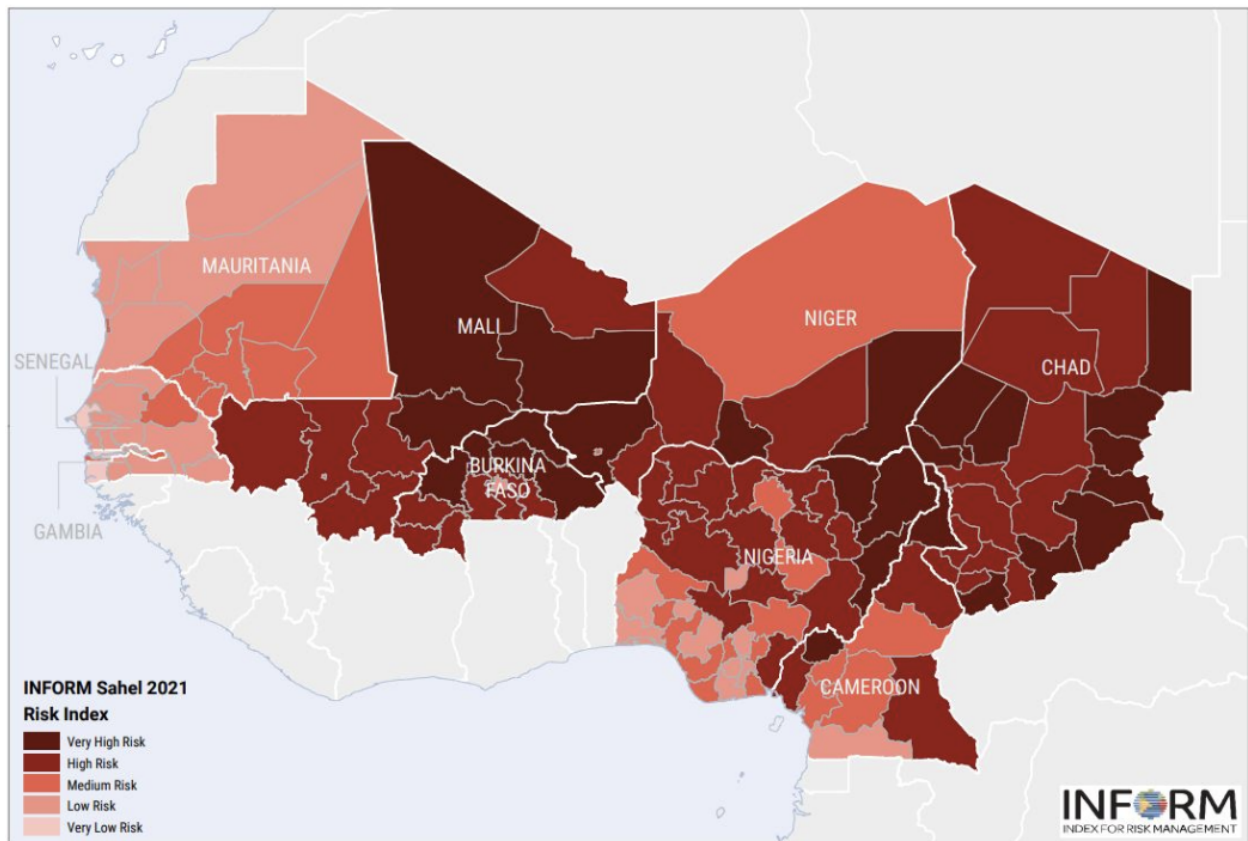 MAURITANIA
SENEGAL
MALI
NIGER
CHAD
BURKINA
FASO
GAMBIA
NIGERIA
CAMEROON
INFORM Sahel 2021
Risk Index
Very High Risk
High Risk
Medium Risk
Low Risk
Very Low Risk
INFORM
INDEX FOR RISK MANAGEMENT